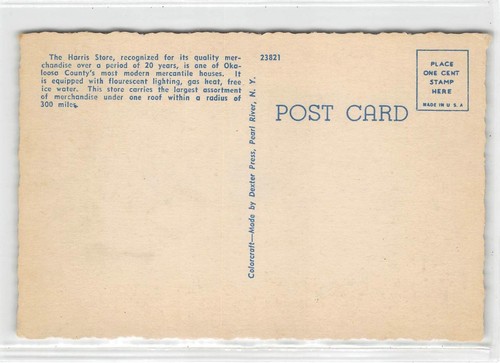 The Harris Store, recognized for its quality mer-
chandise over a period of 20 years, is one of Oka-
loosa County's most modern mercantile houses. It
is equipped with flourescent lighting, gas heat, free
ice water. This store carries the largest assortment
of merchandise under one roof within a radius of
300 miles.
23821
Colorcraft—Made by Dexter Press, Pearl River, N. Y.
POST CARD
PLACE
ONE CENT
STAMP
HERE
MADE IN U. S. A